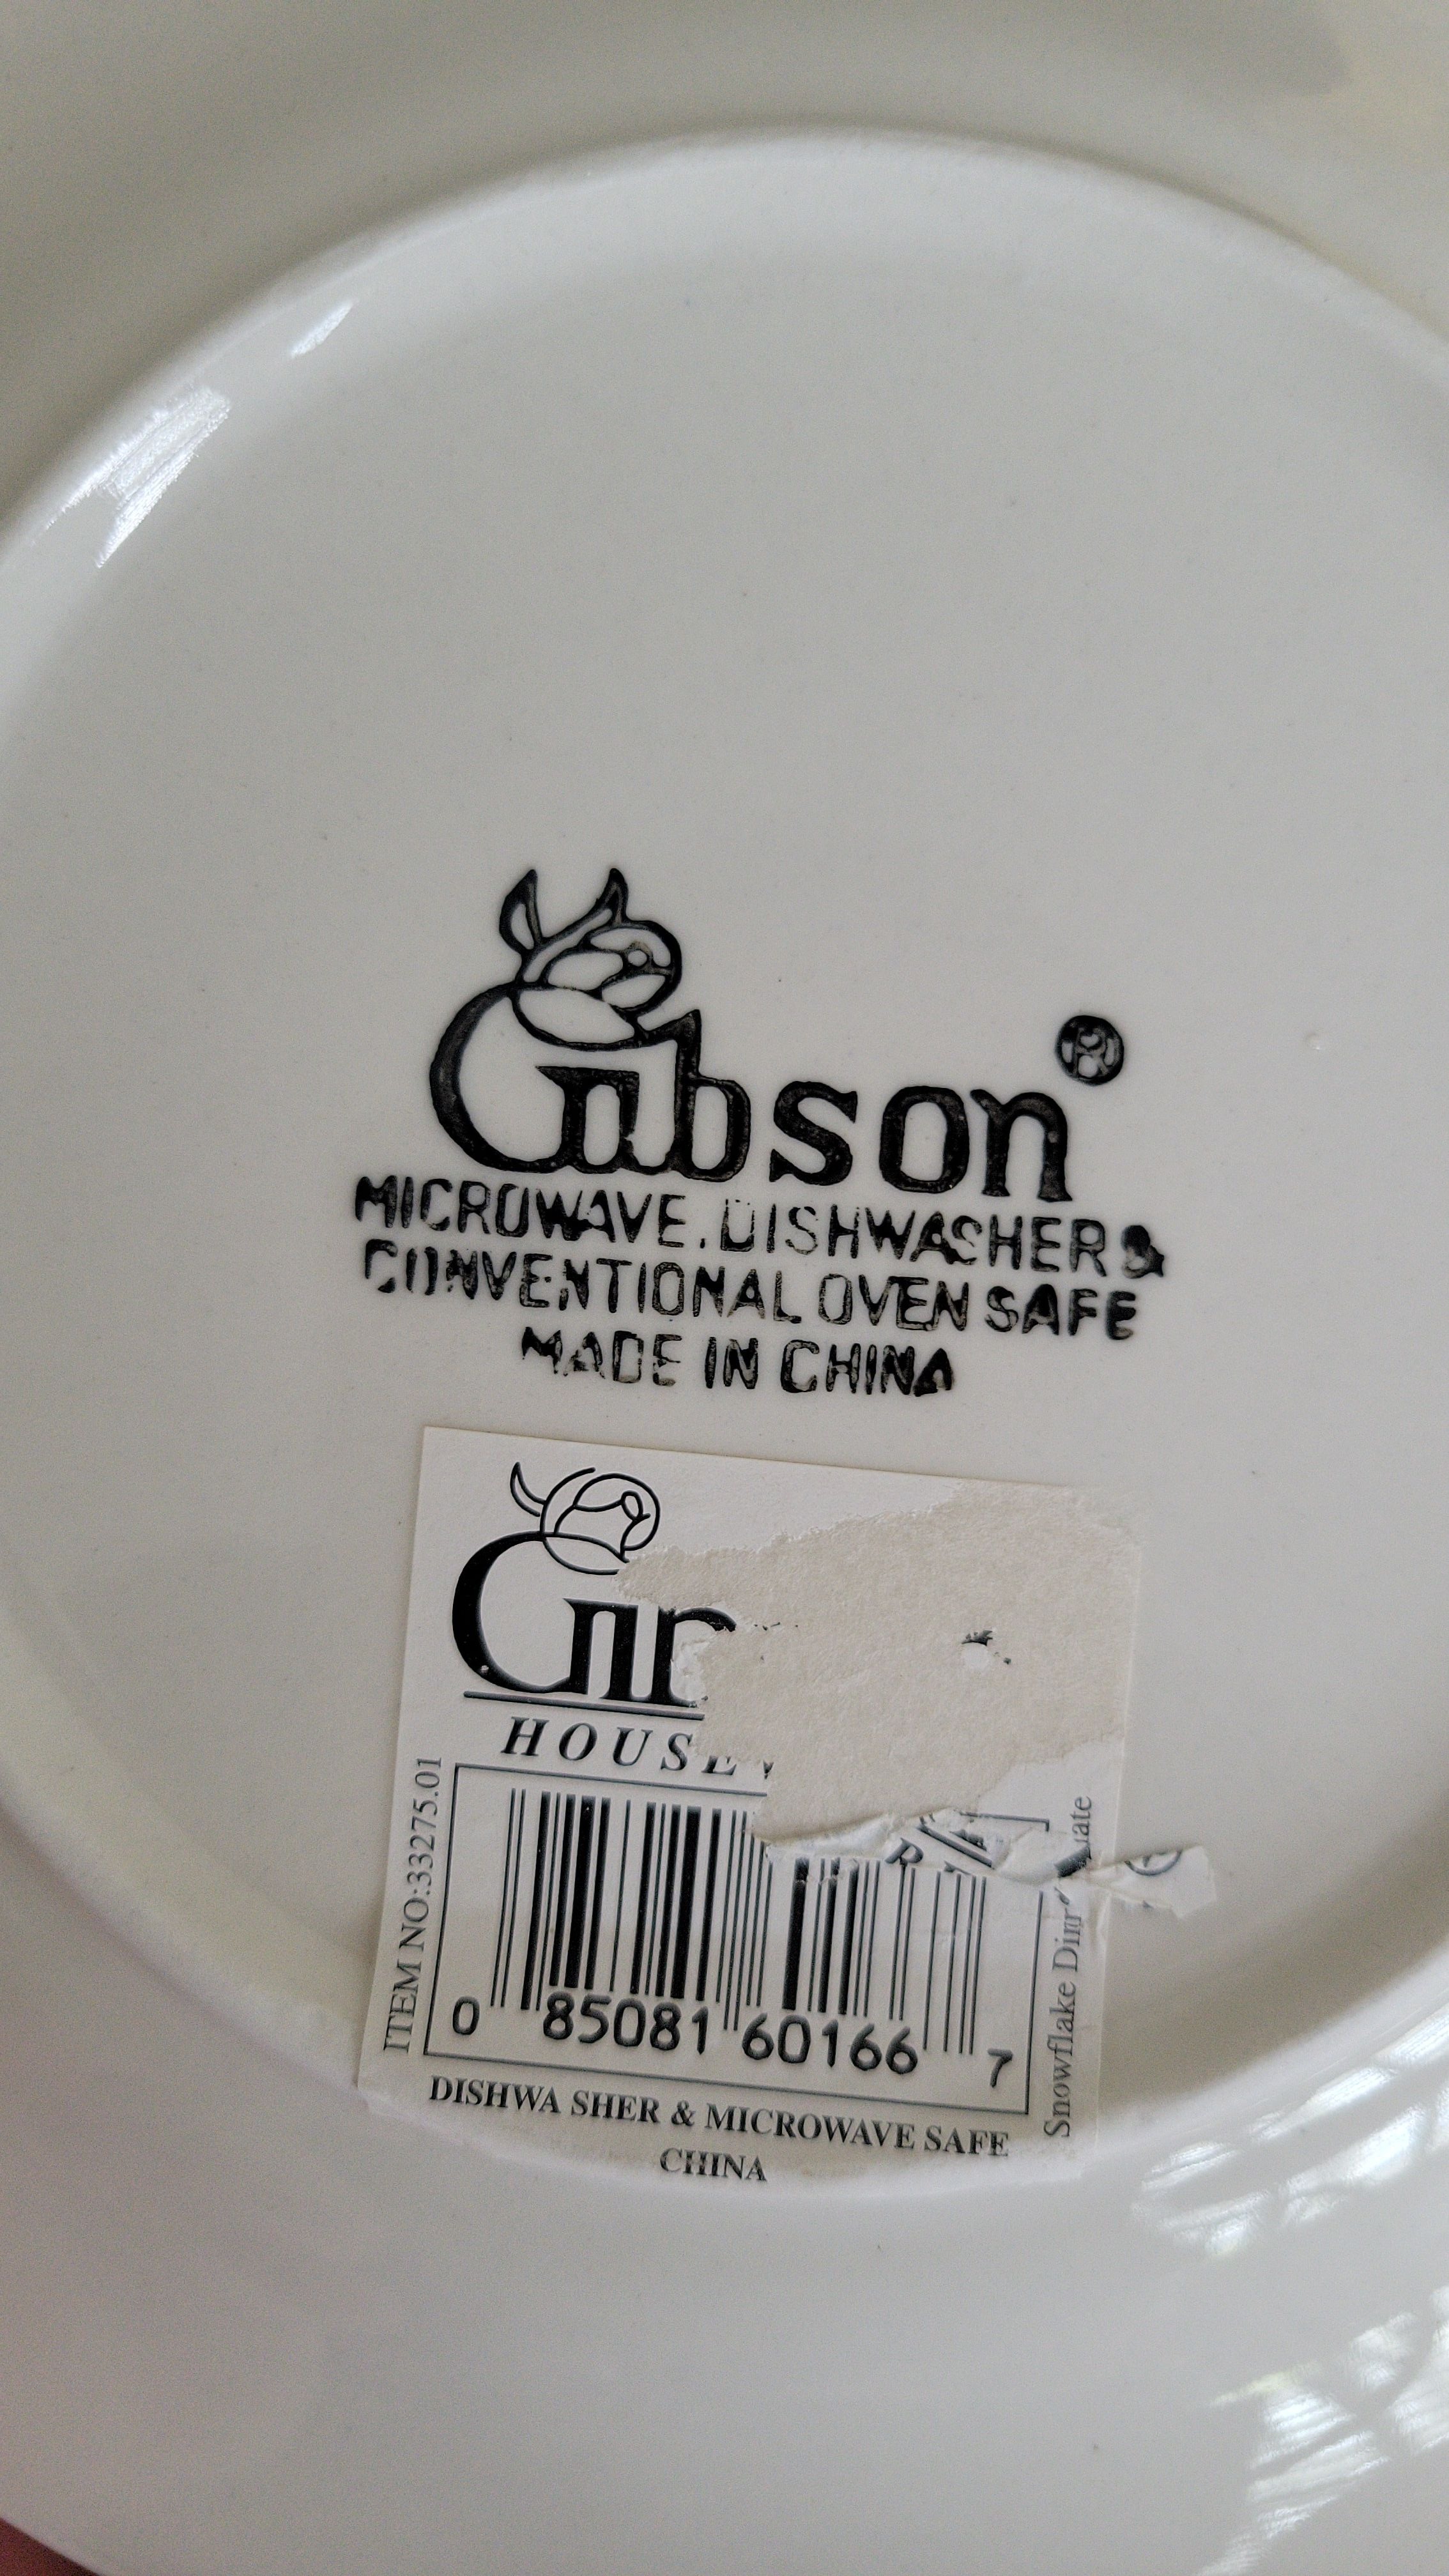 Gibson®
MICROWAVE, DISHWASHER &
CONVENTIONAL OVEN SAFE
MADE IN CHINA
HOUSE
ITEM NO:33275.01
Snowflake
0 85081 60166 7
DISHWA SHER & MICROWAVE SAFE
CHINA